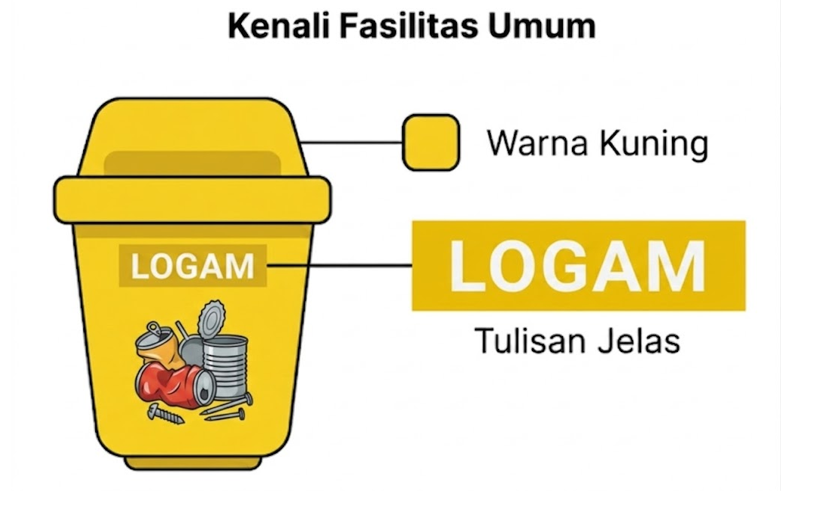 Kenali Fasilitas Umum
Warna Kuning
LOGAM
LOGAM
Tulisan Jelas